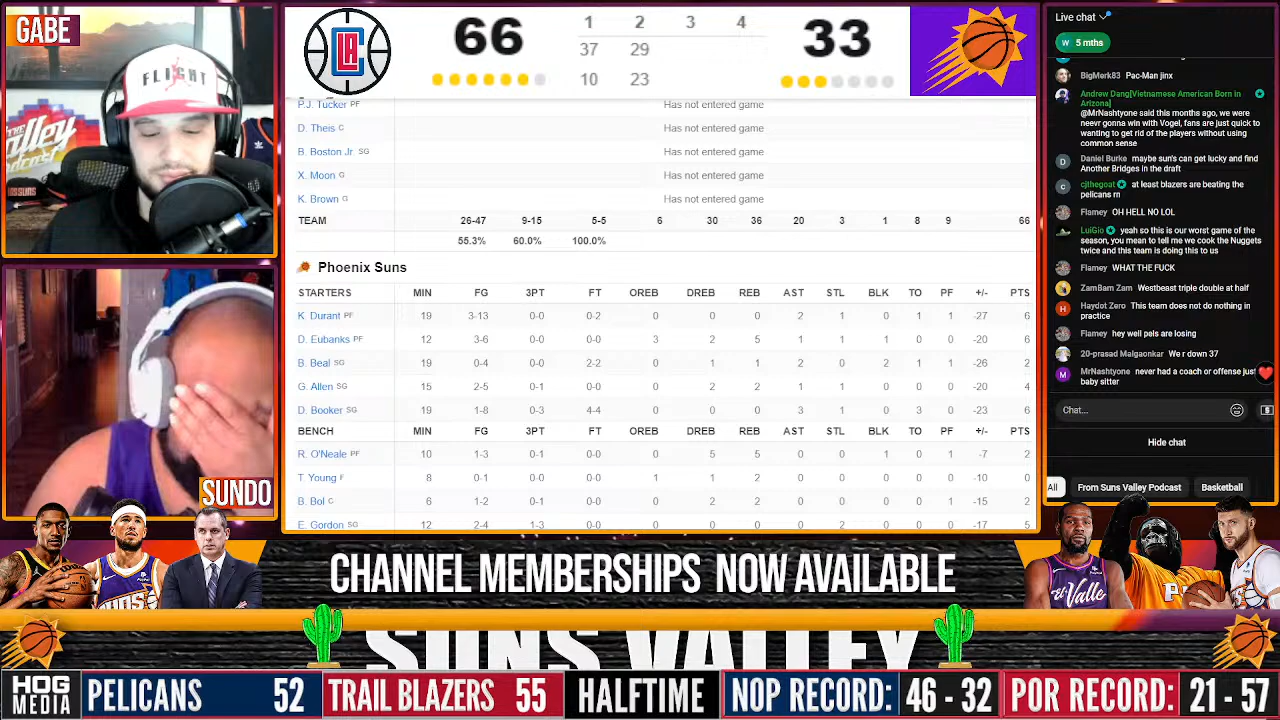 GABE
FLIGHT
THE
Valley
Podcast
SUNDO
LA
66
1 2 3 4
37 29
10 23
33
P.J. Tucker PF Has not entered game
D. Theis C Has not entered game
B. Boston Jr. SG Has not entered game
X. Moon G Has not entered game
K. Brown G Has not entered game
TEAM 26-47 9-15 5-5 6 30 36 20 3 1 8 9 66
55.3% 60.0% 100.0%
Phoenix Suns
STARTERS MIN FG 3PT FT OREB DREB REB AST STL BLK TO PF +/- PTS
K. Durant PF 19 3-13 0-0 0-2 0 0 0 2 1 0 1 1 -27 6
D. Eubanks PF 12 3-6 0-0 0-0 3 2 5 1 1 1 0 0 -20 6
B. Beal SG 19 0-4 0-0 2-2 0 1 1 2 0 2 1 1 -26 2
G. Allen SG 15 2-5 0-1 0-0 0 2 2 1 1 0 0 0 -20 4
D. Booker SG 19 1-8 0-3 4-4 0 0 0 3 1 0 3 0 -23 6
BENCH MIN FG 3PT FT OREB DREB REB AST STL BLK TO PF +/- PTS
R. O'Neale PF 10 1-3 0-1 0-0 0 5 5 0 0 1 0 1 -7 2
T. Young F 8 0-1 0-0 0-0 1 1 2 0 0 0 0 0 -10 0
B. Bol C 6 1-2 0-1 0-0 0 2 2 0 0 0 0 1 -15 2
E. Gordon SG 12 2-4 1-3 0-0 0 0 0 0 2 0 0 0 -17 5
Live chat
W 5 mths
BigMerk83 Pac-Man jinx
Andrew Dang[Vietnamese American Born in
Arizona]
@MrNashtyone said this months ago, we were
neevr gonna win with Vogel, fans are just quick to
wanting to get rid of the players without using
common sense
D Daniel Burke maybe sun's can get lucky and find
Another Bridges in the draft
c cjthegoat at least blazers are beating the
pelicans rn
Flamey OH HELL NO LOL
LuiGio yeah so this is our worst game of the
season, you mean to tell me we cook the Nuggets
twice and this team is doing this to us
Flamey WHAT THE FUCK
ZamBam Zam Westbeast triple double at half
H Haydot Zero This team does not do nothing in
practice
Flamey hey well pels are losing
20-prasad Malgaonkar We r down 37
M MrNashtyone never had a coach or offense just
baby sitter
Chat...
Hide chat
All From Suns Valley Podcast Basketball
CHANNEL MEMBERSHIPS NOW AVAILABLE
el Valle
SUNS VALLEY
HOG
MEDIA
PELICANS 52 TRAIL BLAZERS 55 HALFTIME NOP RECORD: 46 - 32 POR RECORD: 21 - 57